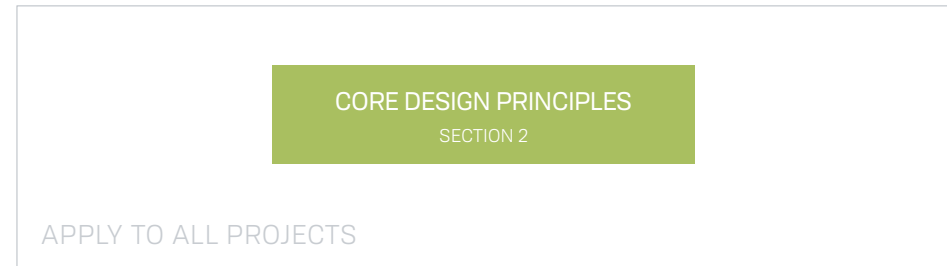 CORE DESIGN PRINCIPLES
SECTION 2
APPLY TO ALL PROJECTS